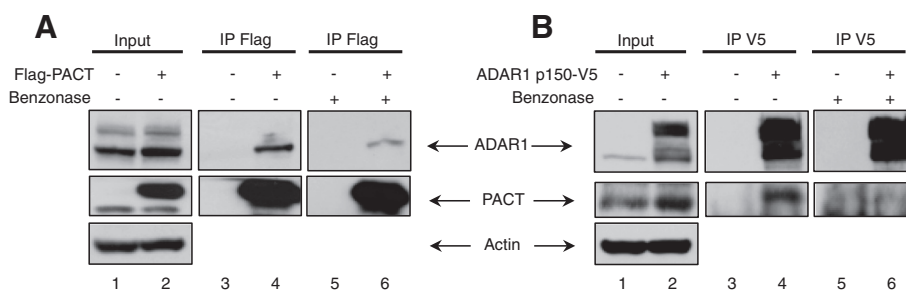 A
Input IP Flag IP Flag
Flag-PACT - + - + - +
Benzonase - - - - + +
B
Input IP V5 IP V5
ADAR1 p150-V5 - + - + - +
Benzonase - - - - + +
ADAR1
PACT
Actin
1 2 3 4 5 6
1 2 3 4 5 6